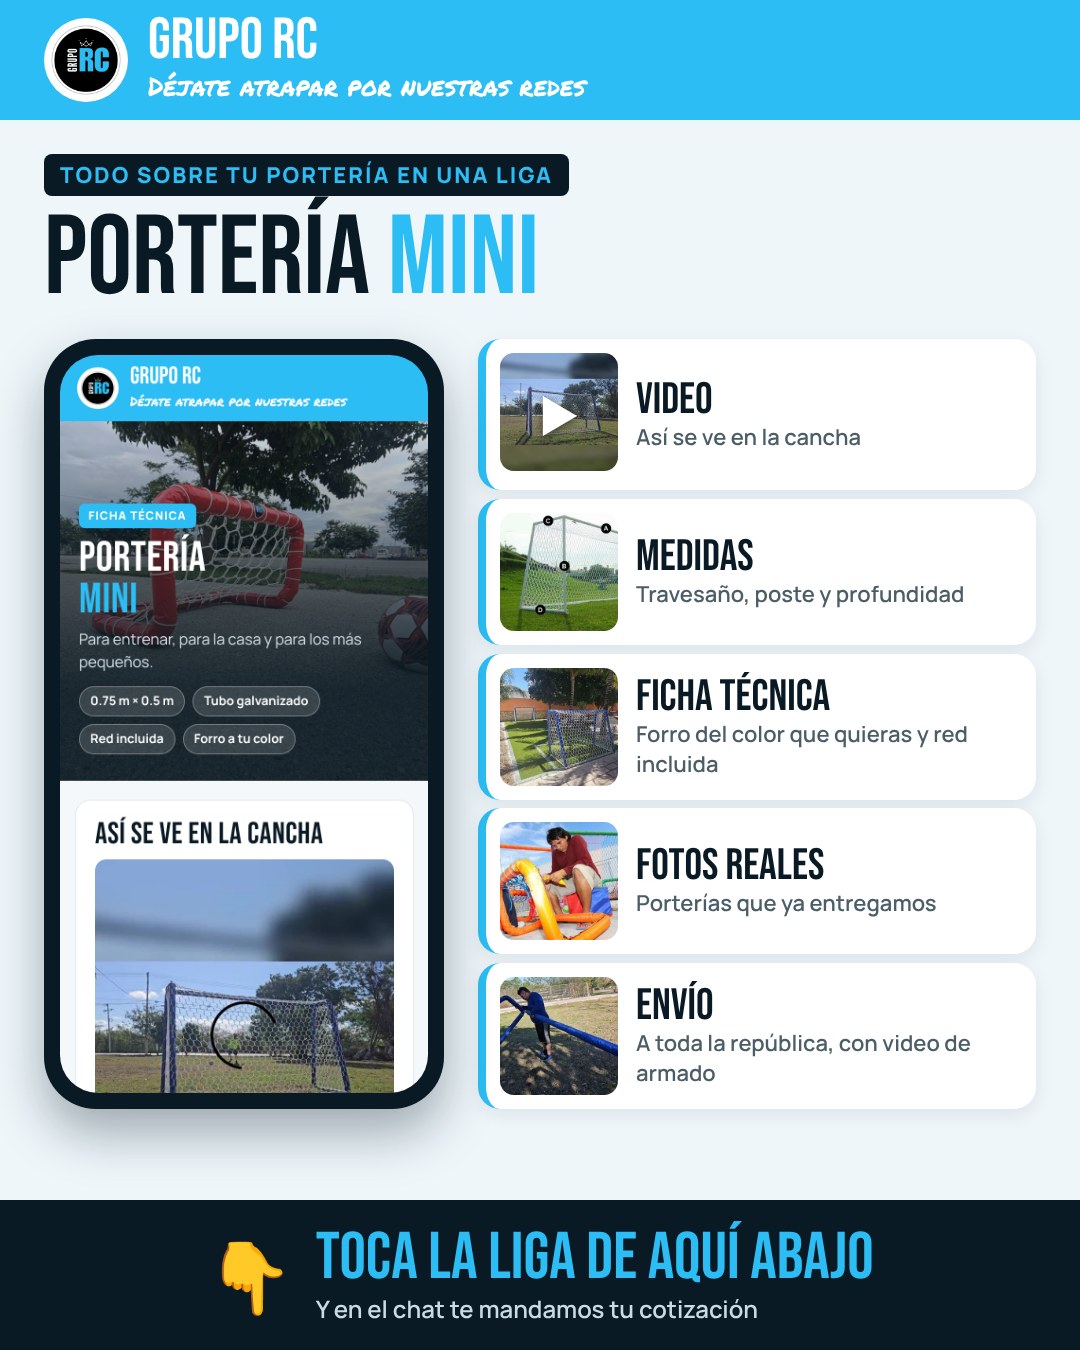 GRUPO RC
GRUPO RC
Déjate atrapar por nuestras redes
TODO SOBRE TU PORTERÍA EN UNA LIGA
PORTERÍA MINI
GRUPO RC
GRUPO RC
Déjate atrapar por nuestras redes
FICHA TÉCNICA
PORTERÍA
MINI
Para entrenar, para la casa y para los más
pequeños.
0.75 m × 0.5 m
Tubo galvanizado
Red incluida
Forro a tu color
ASÍ SE VE EN LA CANCHA
VIDEO
Así se ve en la cancha
C
A
B
D
MEDIDAS
Travesaño, poste y profundidad
FICHA TÉCNICA
Forro del color que quieras y red
incluida
FOTOS REALES
Porterías que ya entregamos
ENVÍO
A toda la república, con video de
armado
TOCA LA LIGA DE AQUÍ ABAJO
Y en el chat te mandamos tu cotización